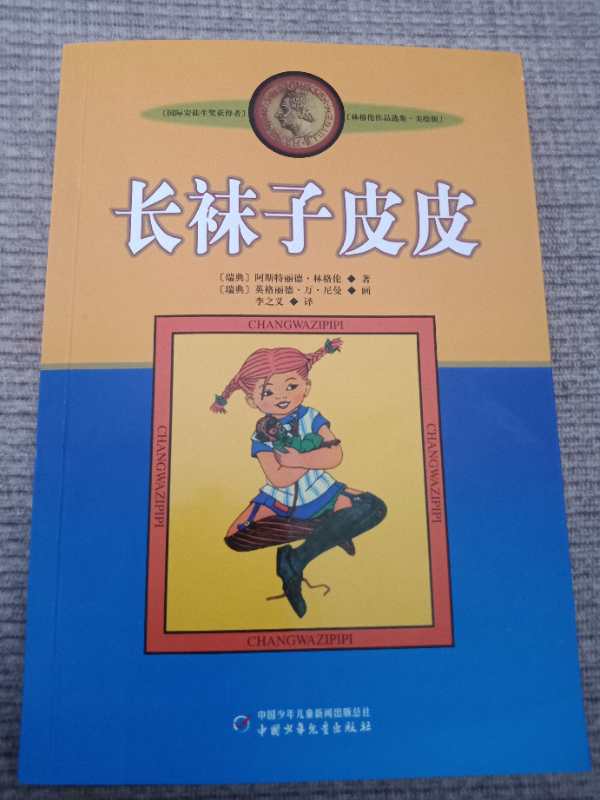 〔国际安徒生奖获得者〕
〔林格伦作品选集·美绘版〕
长袜子皮皮
〔瑞典〕阿斯特丽德·林格伦 ◆ 著
〔瑞典〕英格丽德·万·尼曼 ◆ 画
李之义 ◆ 译
CHANGWAZIPIPI
CHANGWAZIPIPI
CHANGWAZIPIPI
CHANGWAZIPIPI
中国少年儿童新闻出版总社
中国少年儿童出版社